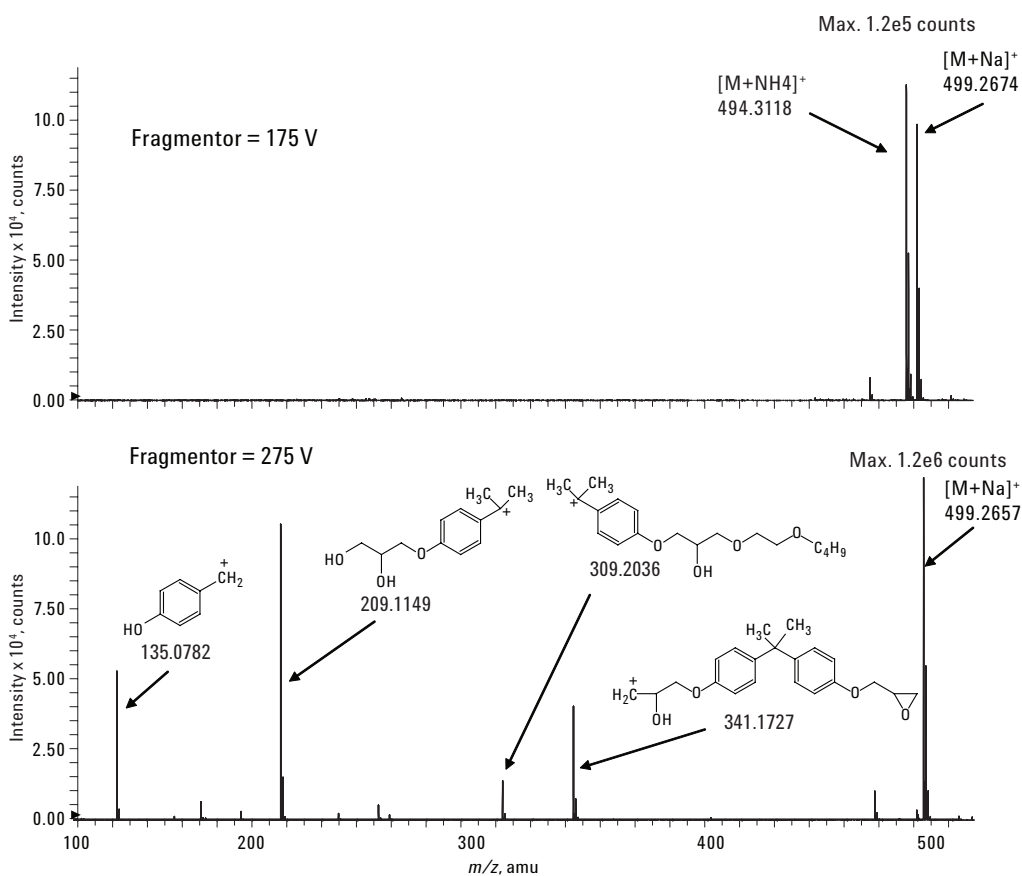 Max. 1.2e5 counts
[M+Na]⁺
499.2674
[M+NH4]⁺
494.3118
Fragmentor = 175 V
Intensity x 10⁴, counts
10.0
7.50
5.00
2.50
0.00
Fragmentor = 275 V
Max. 1.2e6 counts
[M+Na]⁺
499.2657
Intensity x 10⁴, counts
10.0
7.50
5.00
2.50
0.00
+
CH₂
HO
135.0782
H₃C CH₃
+
HO
O
OH
209.1149
H₃C CH₃
+
O
O
O
C₄H₉
OH
309.2036
H₃C CH₃
+
H₂C
O
O
OH
O
341.1727
100 200 300 400 500
m/z, amu